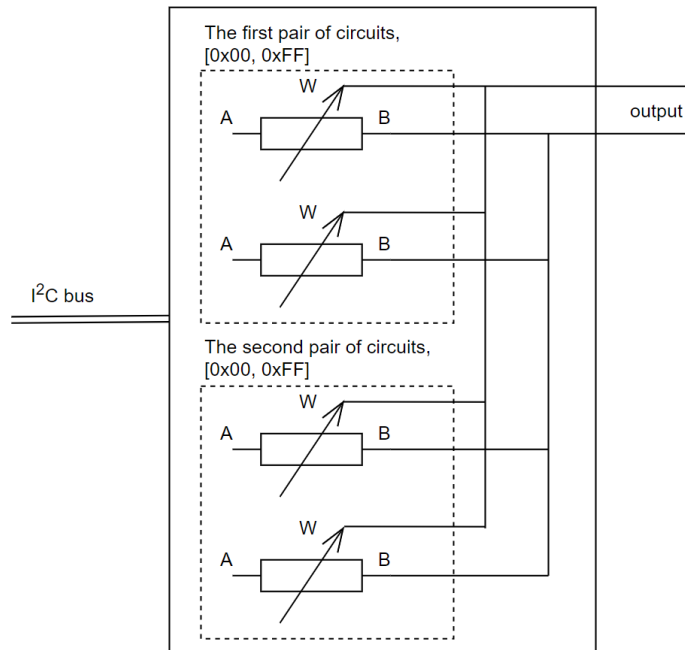 The first pair of circuits,
[0x00, 0xFF]
W
A
B
output
W
A
B
I²C bus
The second pair of circuits,
[0x00, 0xFF]
W
A
B
W
A
B